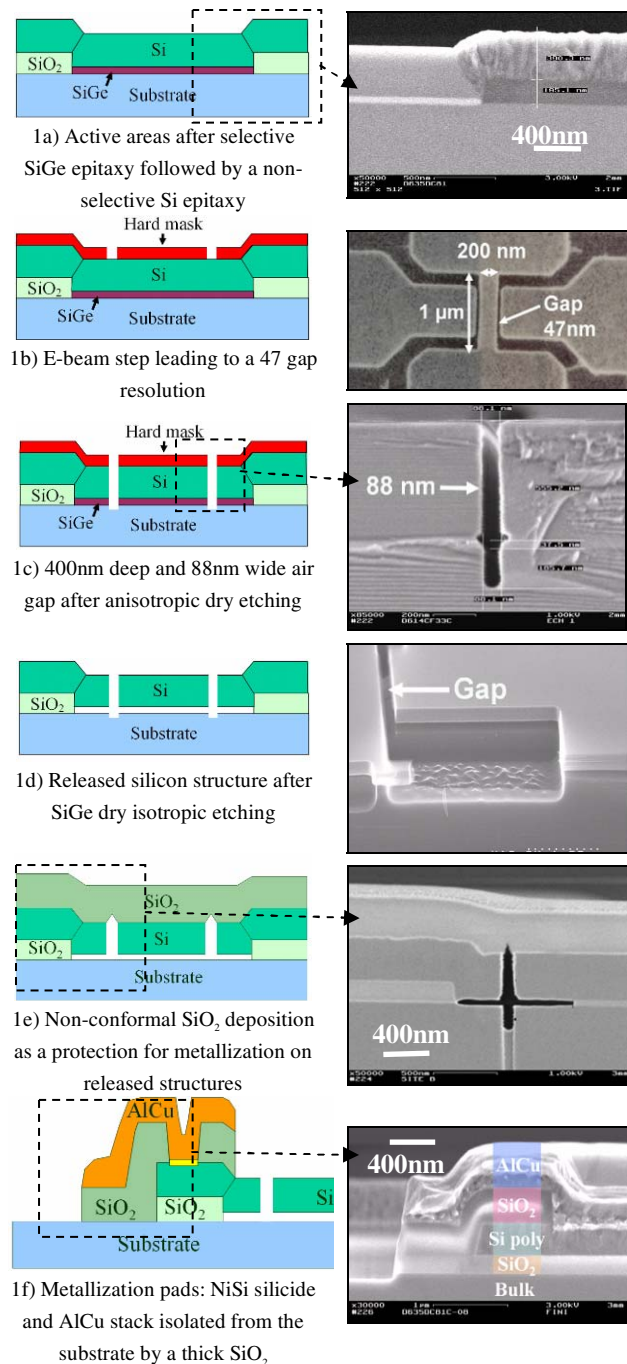 Si
SiO2
SiGe
Substrate
400nm
1a) Active areas after selective
SiGe epitaxy followed by a non-
selective Si epitaxy
Hard mask
Si
SiGe
Substrate
200 nm
1 µm
Gap
47nm
1b) E-beam step leading to a 47 gap
resolution
Hard mask
Si
SiO2
SiGe
Substrate
88 nm
1c) 400nm deep and 88nm wide air
gap after anisotropic dry etching
Si
SiO2
Substrate
Gap
1d) Released silicon structure after
SiGe dry isotropic etching
SiO2
Si
SiO2
Substrate
400nm
1e) Non-conformal SiO2 deposition
as a protection for metallization on
released structures
AlCu
SiO2
SiO2
Si
Substrate
400nm
AlCu
SiO2
Si poly
SiO2
Bulk
1f) Metallization pads: NiSi silicide
and AlCu stack isolated from the
substrate by a thick SiO2